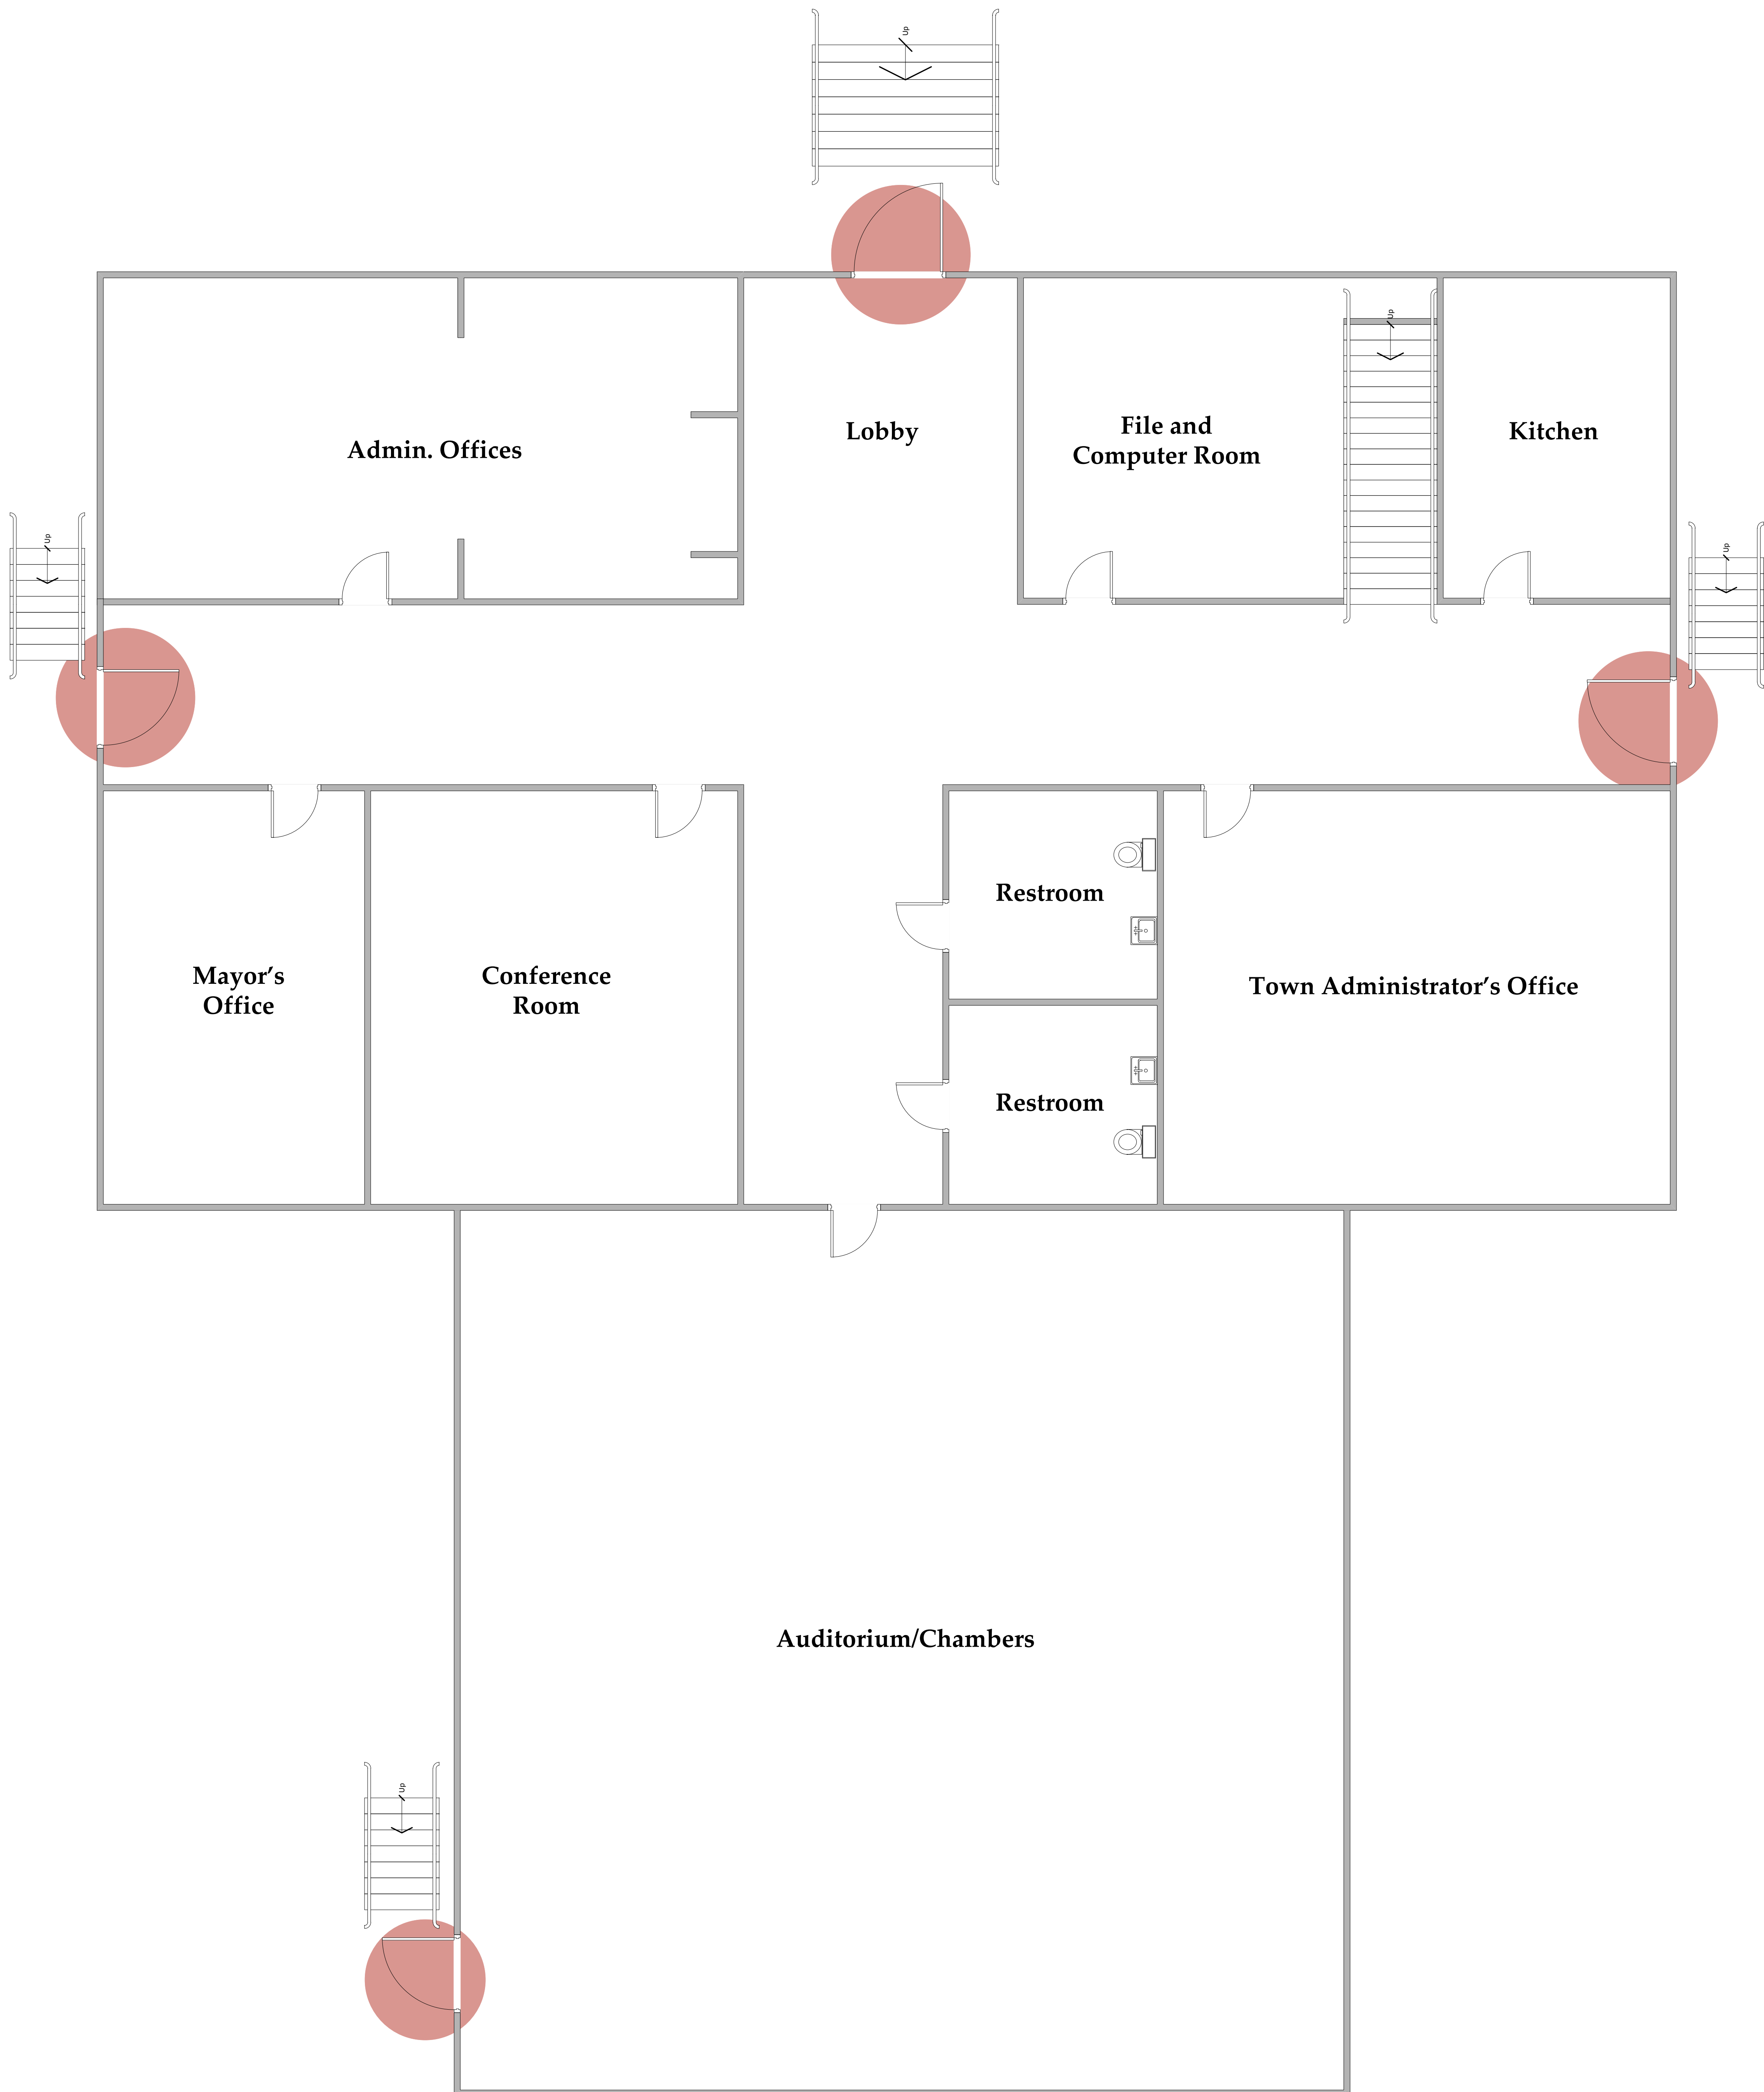 Up
Admin. Offices
Lobby
File and
Computer Room
Up
Kitchen
Up
Up
Mayor’s
Office
Conference
Room
Restroom
Restroom
Town Administrator’s Office
Auditorium/Chambers
Up